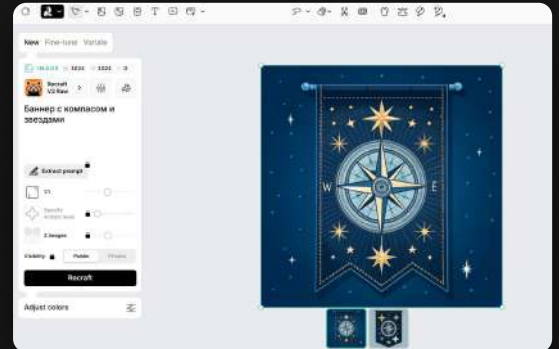 New Fine-tune Variate
Recraft
V3 Raw
Баннер с компасом и
звездами
Extract prompt
1:1
2 images
Visibility Public Private
Recraft
Adjust colors
W E